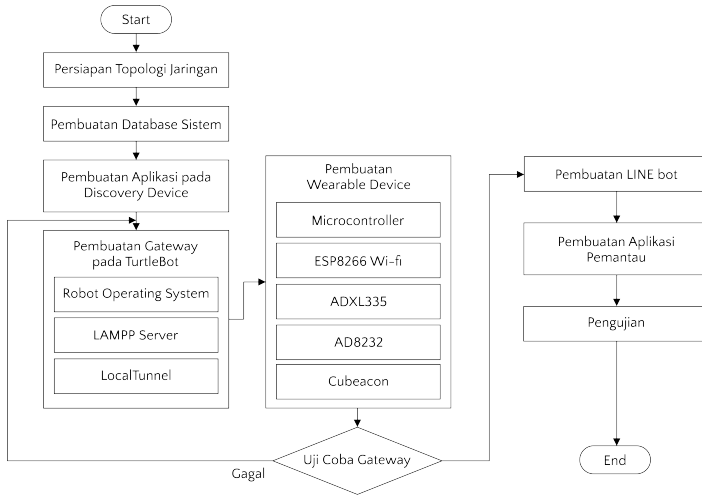 Start
Persiapan Topologi Jaringan
Pembuatan Database Sistem
Pembuatan Aplikasi pada
Discovery Device
Pembuatan Gateway
pada TurtleBot
Robot Operating System
LAMPP Server
LocalTunnel
Pembuatan
Wearable Device
Microcontroller
ESP8266 Wi-fi
ADXL335
AD8232
Cubeacon
Uji Coba Gateway
Gagal
Pembuatan LINE bot
Pembuatan Aplikasi
Pemantau
Pengujian
End